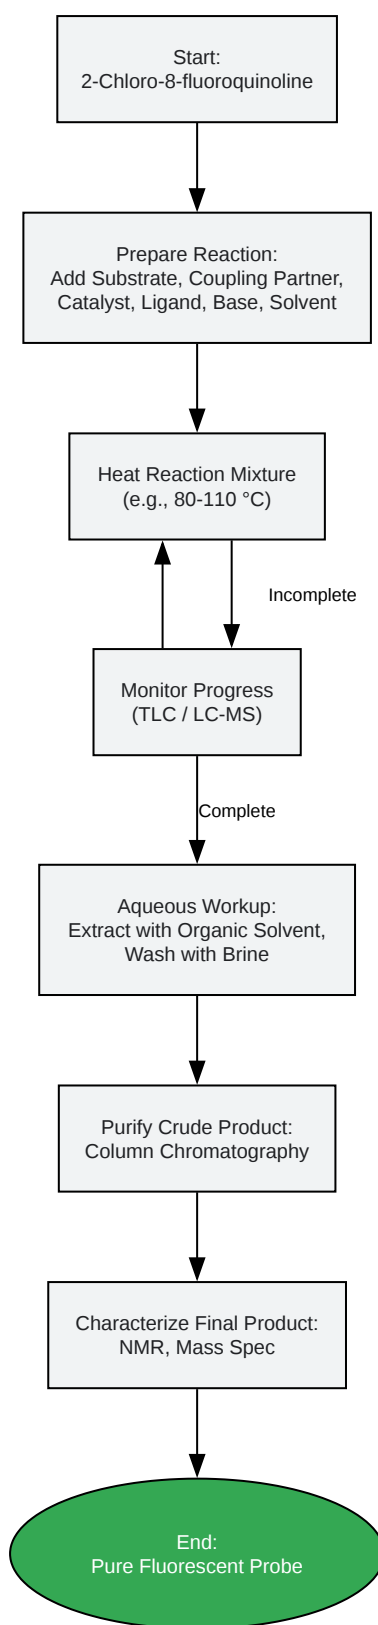 Start:
2-Chloro-8-fluoroquinoline
Prepare Reaction:
Add Substrate, Coupling Partner,
Catalyst, Ligand, Base, Solvent
Heat Reaction Mixture
(e.g., 80-110 °C)
Incomplete
Monitor Progress
(TLC / LC-MS)
Complete
Aqueous Workup:
Extract with Organic Solvent,
Wash with Brine
Purify Crude Product:
Column Chromatography
Characterize Final Product:
NMR, Mass Spec
End:
Pure Fluorescent Probe